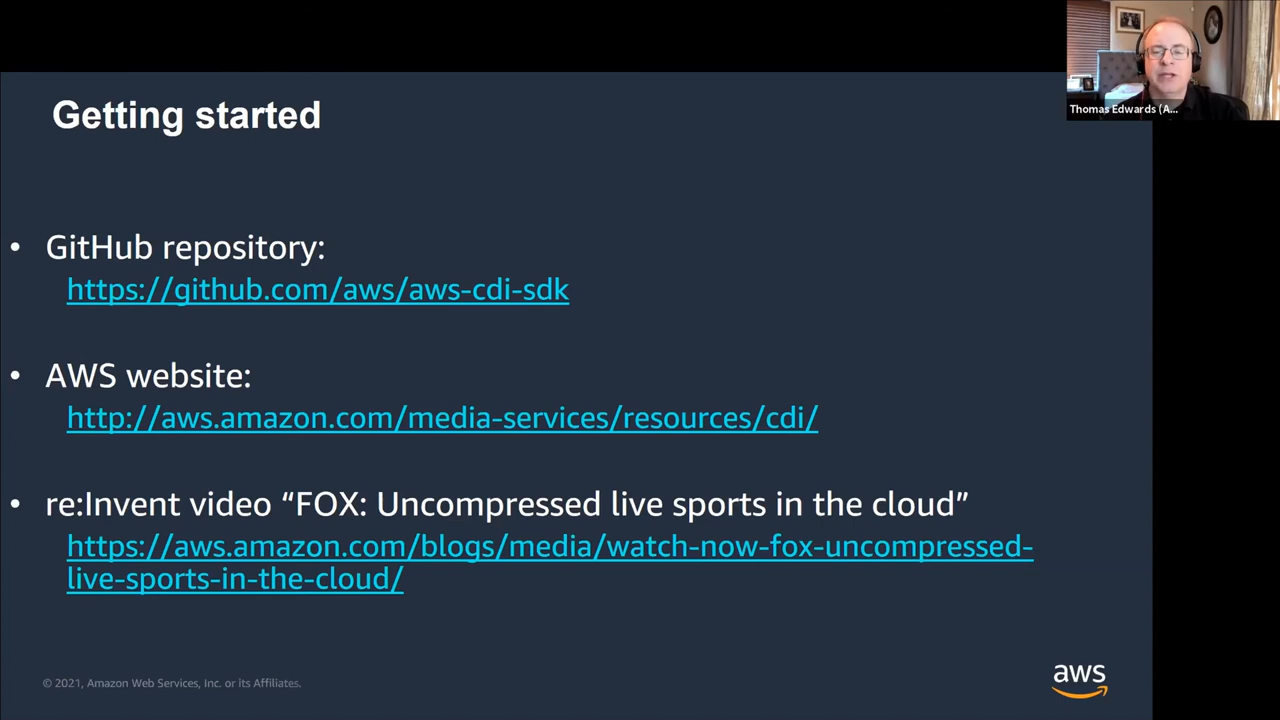 Getting started
Thomas Edwards (A...
• GitHub repository:
https://github.com/aws/aws-cdi-sdk
• AWS website:
http://aws.amazon.com/media-services/resources/cdi/
• re:Invent video “FOX: Uncompressed live sports in the cloud”
https://aws.amazon.com/blogs/media/watch-now-fox-uncompressed-
live-sports-in-the-cloud/
© 2021, Amazon Web Services, Inc. or its Affiliates.
aws